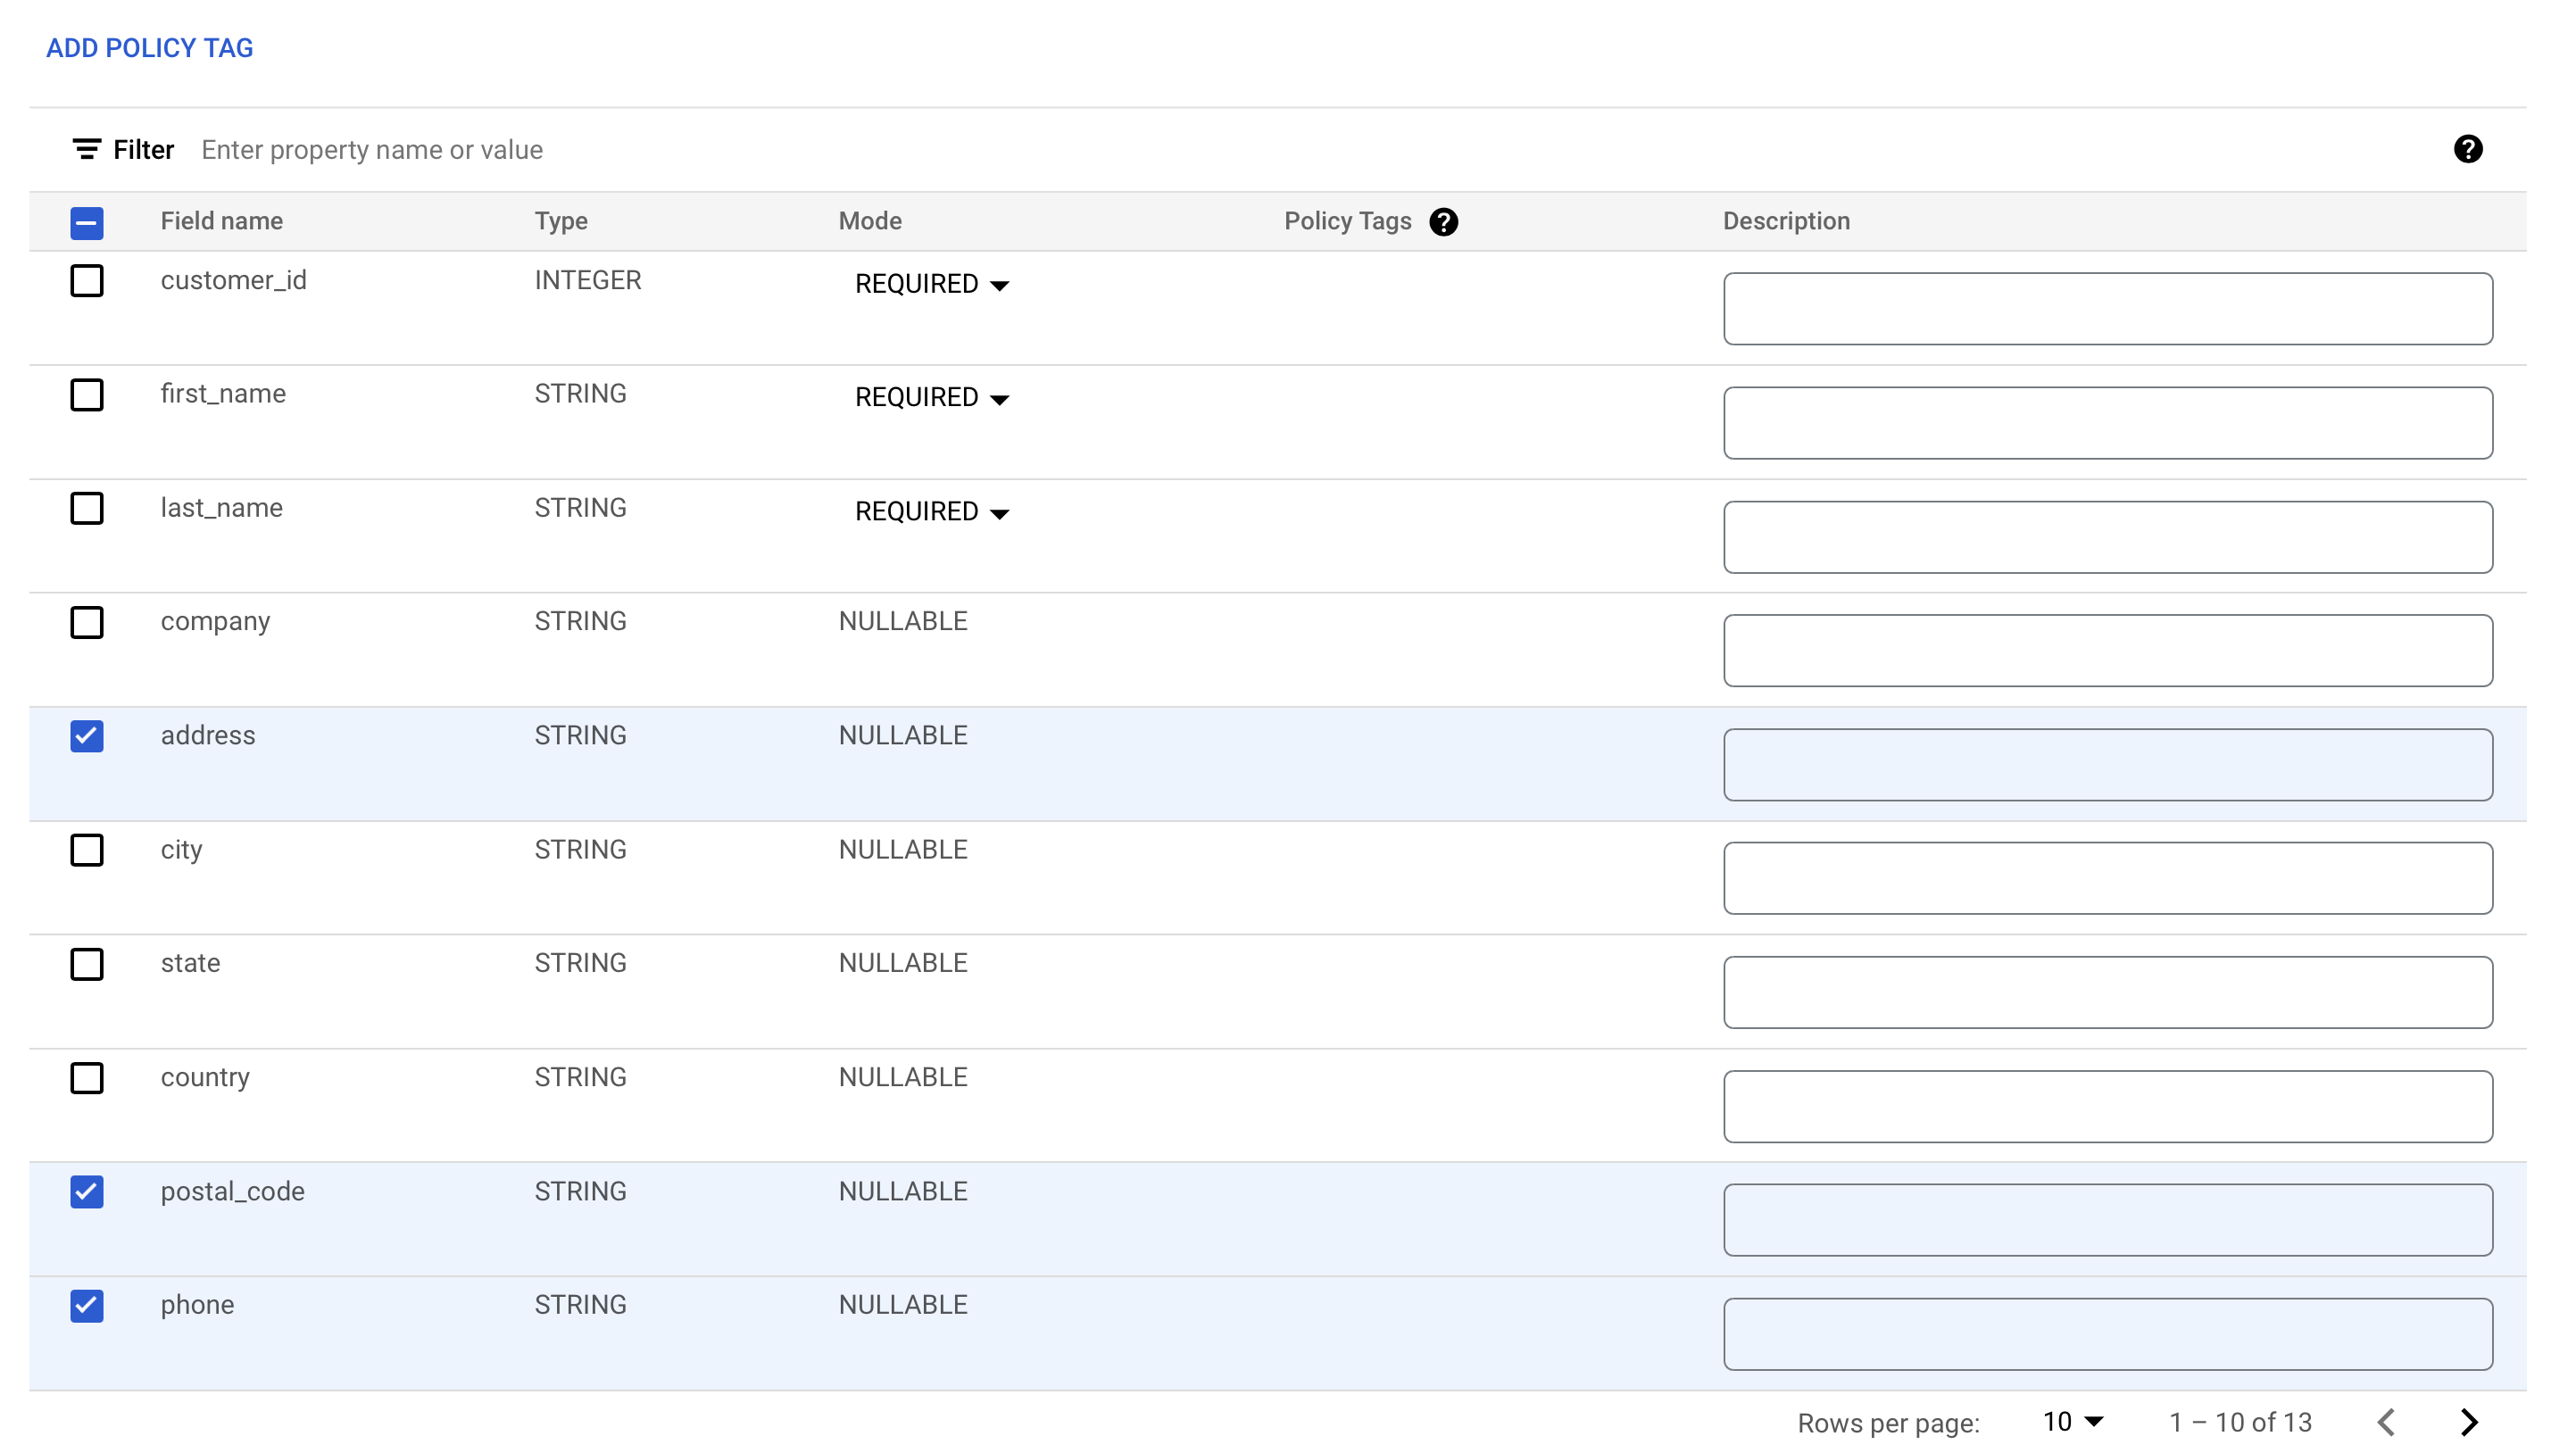 ADD POLICY TAG
Filter Enter property name or value
Field name Type Mode Policy Tags Description
customer_id INTEGER REQUIRED
first_name STRING REQUIRED
last_name STRING REQUIRED
company STRING NULLABLE
address STRING NULLABLE
city STRING NULLABLE
state STRING NULLABLE
country STRING NULLABLE
postal_code STRING NULLABLE
phone STRING NULLABLE
Rows per page: 10 1 – 10 of 13